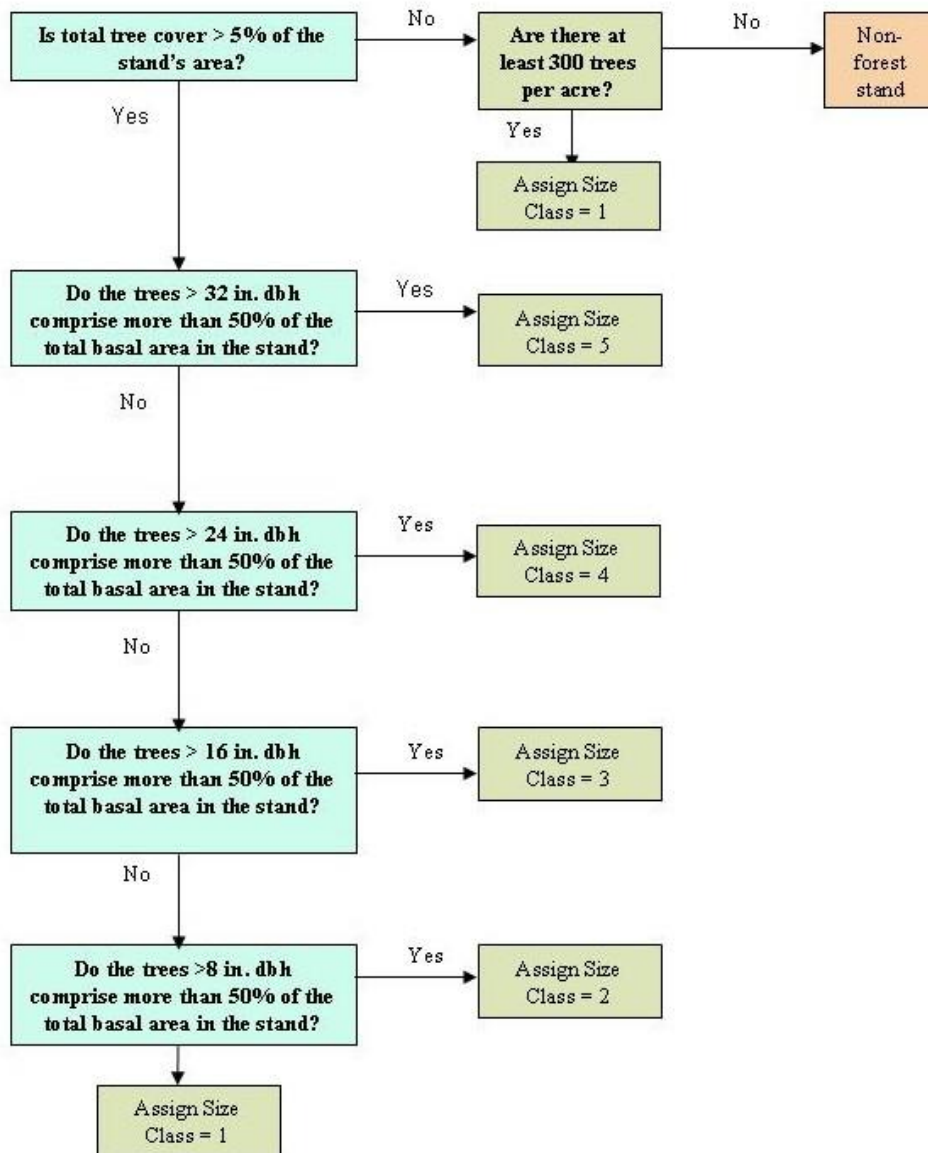 Is total tree cover > 5% of the
stand's area?
No
Are there at
least 300 trees
per acre?
No
Non-
forest
stand
Yes
Yes
Assign Size
Class = 1
Do the trees > 32 in. dbh
comprise more than 50% of the
total basal area in the stand?
Yes
Assign Size
Class = 5
No
Do the trees > 24 in. dbh
comprise more than 50% of the
total basal area in the stand?
Yes
Assign Size
Class = 4
No
Do the trees > 16 in. dbh
comprise more than 50% of the
total basal area in the stand?
Yes
Assign Size
Class = 3
No
Do the trees >8 in. dbh
comprise more than 50% of the
total basal area in the stand?
Yes
Assign Size
Class = 2
Assign Size
Class = 1